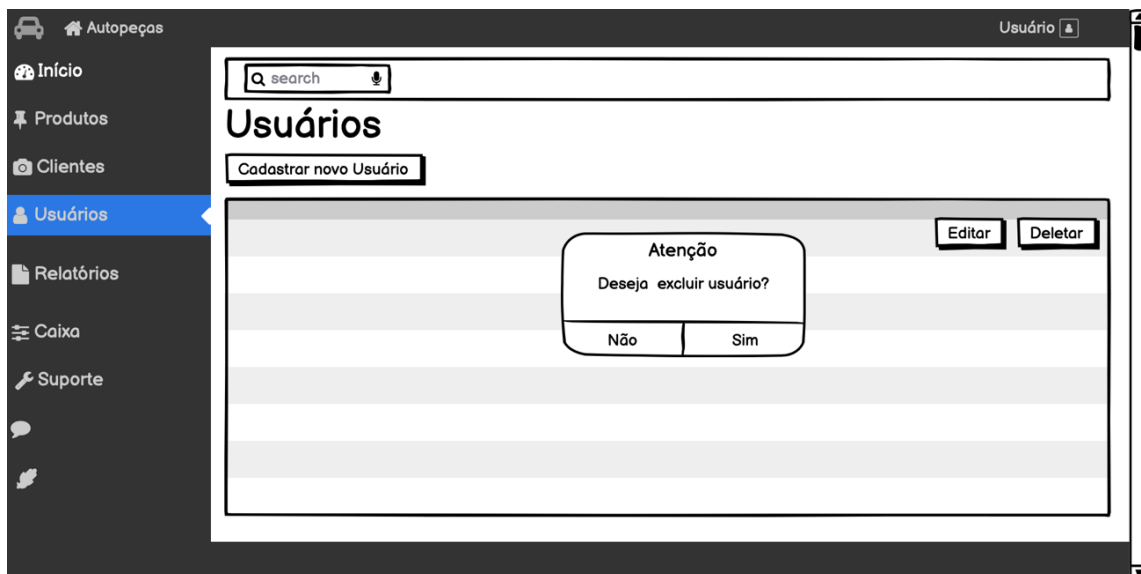 Autopeças
Usuário
Início
Produtos
Clientes
Usuários
Relatórios
Caixa
Suporte
search
Usuários
Cadastrar novo Usuário
Editar
Deletar
Atenção
Deseja excluir usuário?
Não
Sim